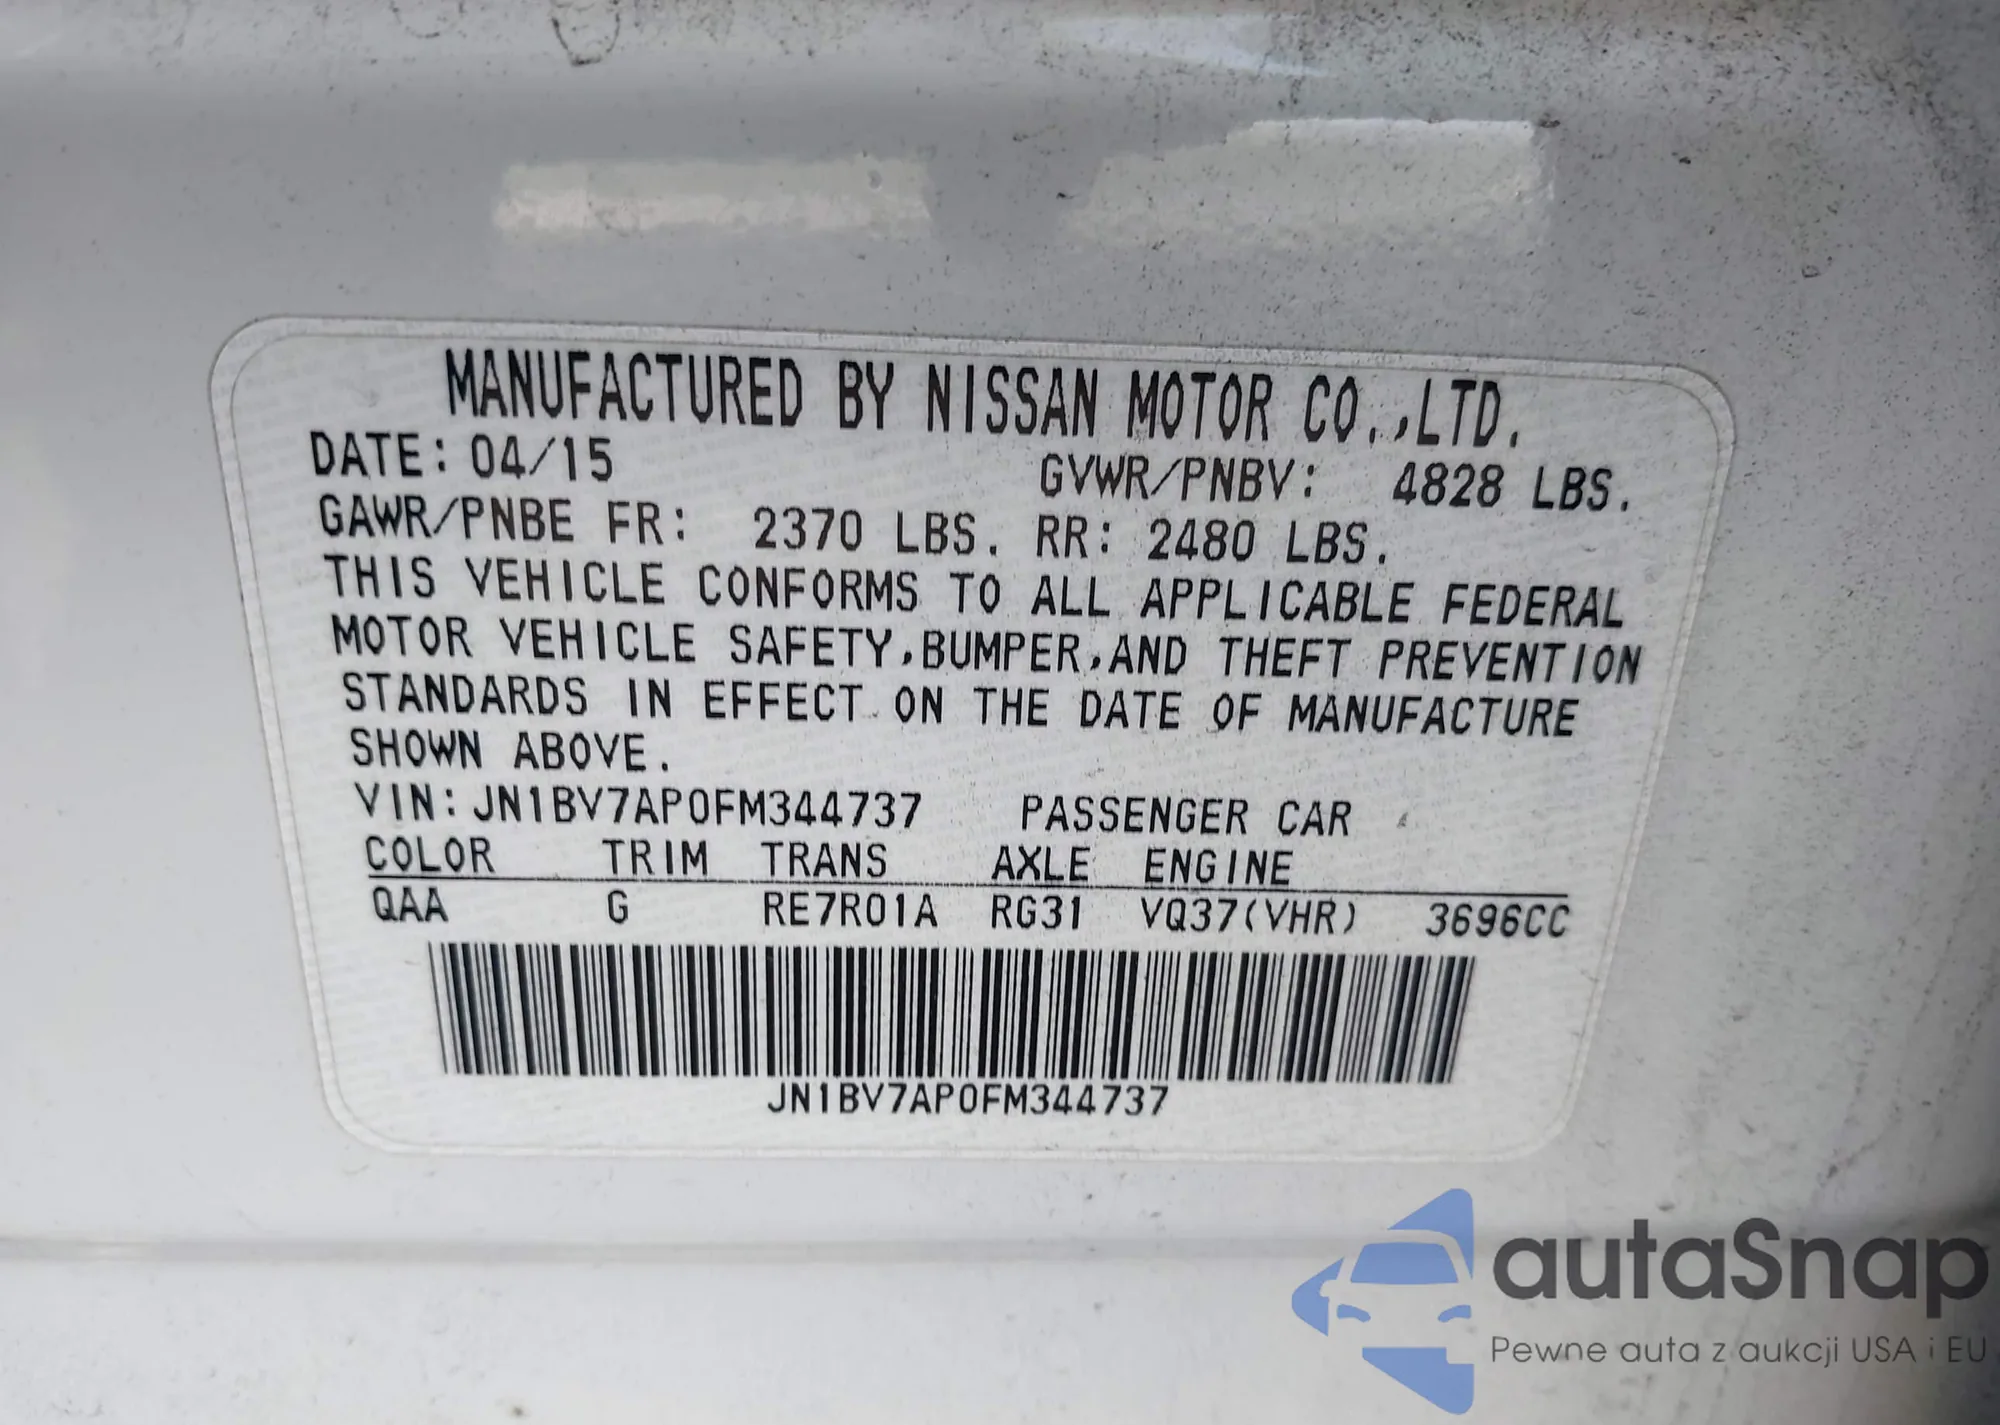 MANUFACTURED BY NISSAN MOTOR CO.,LTD.
DATE: 04/15 GVWR/PNBV: 4828 LBS.
GAWR/PNBE FR: 2370 LBS. RR: 2480 LBS.
THIS VEHICLE CONFORMS TO ALL APPLICABLE FEDERAL
MOTOR VEHICLE SAFETY,BUMPER,AND THEFT PREVENTION
STANDARDS IN EFFECT ON THE DATE OF MANUFACTURE
SHOWN ABOVE.
VIN: JN1BV7AP0FM344737 PASSENGER CAR
COLOR TRIM TRANS AXLE ENGINE
QAA G RE7R01A RG31 VQ37(VHR) 3696CC
JN1BV7AP0FM344737
autaSnap
Pewne auta z aukcji USA i EU